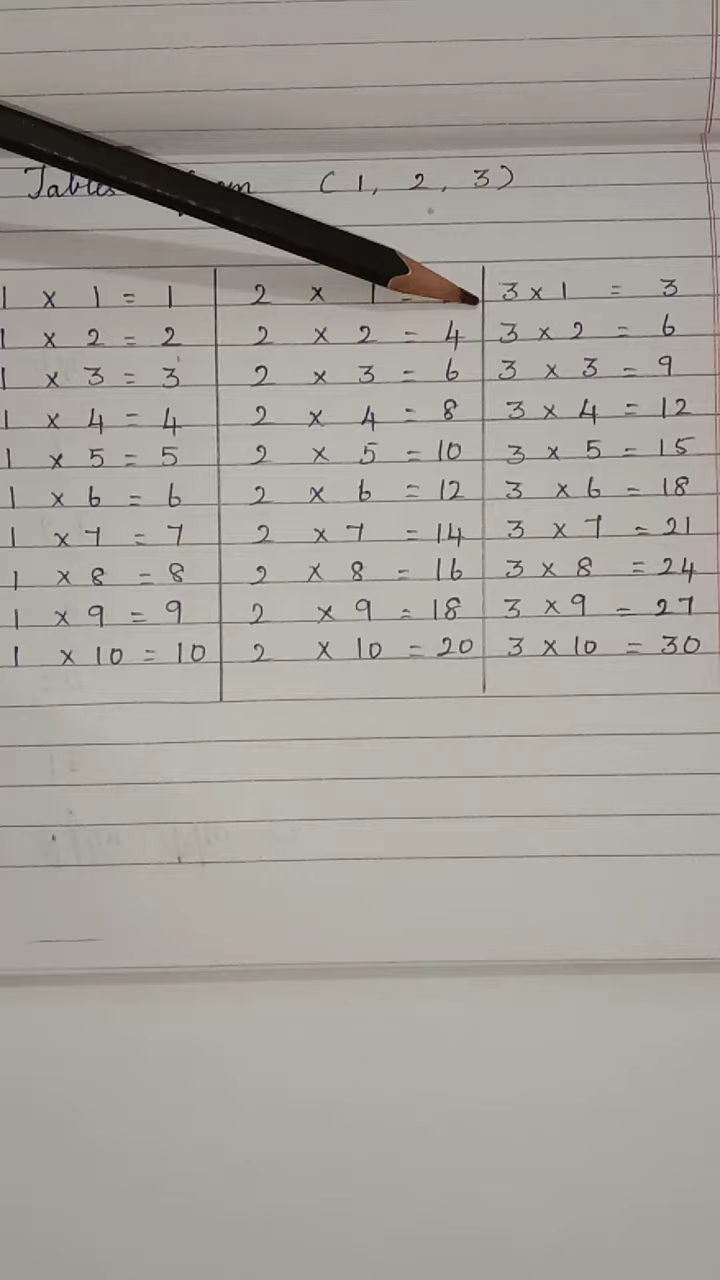 Tables from (1, 2, 3)
1 x 1 = 1 2 x 1 = 3 x 1 = 3
1 x 2 = 2 2 x 2 = 4 3 x 2 = 6
1 x 3 = 3 2 x 3 = 6 3 x 3 = 9
1 x 4 = 4 2 x 4 = 8 3 x 4 = 12
1 x 5 = 5 2 x 5 = 10 3 x 5 = 15
1 x 6 = 6 2 x 6 = 12 3 x 6 = 18
1 x 7 = 7 2 x 7 = 14 3 x 7 = 21
1 x 8 = 8 2 x 8 = 16 3 x 8 = 24
1 x 9 = 9 2 x 9 = 18 3 x 9 = 27
1 x 10 = 10 2 x 10 = 20 3 x 10 = 30